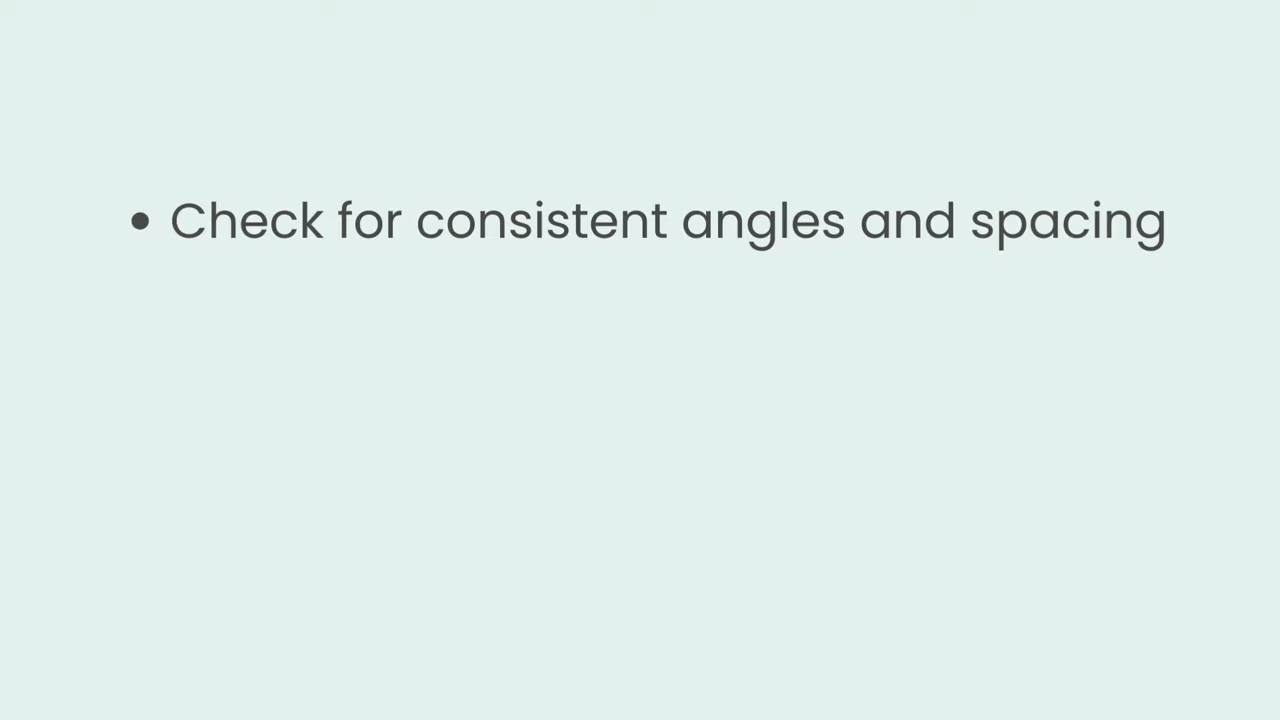 • Check for consistent angles and spacing